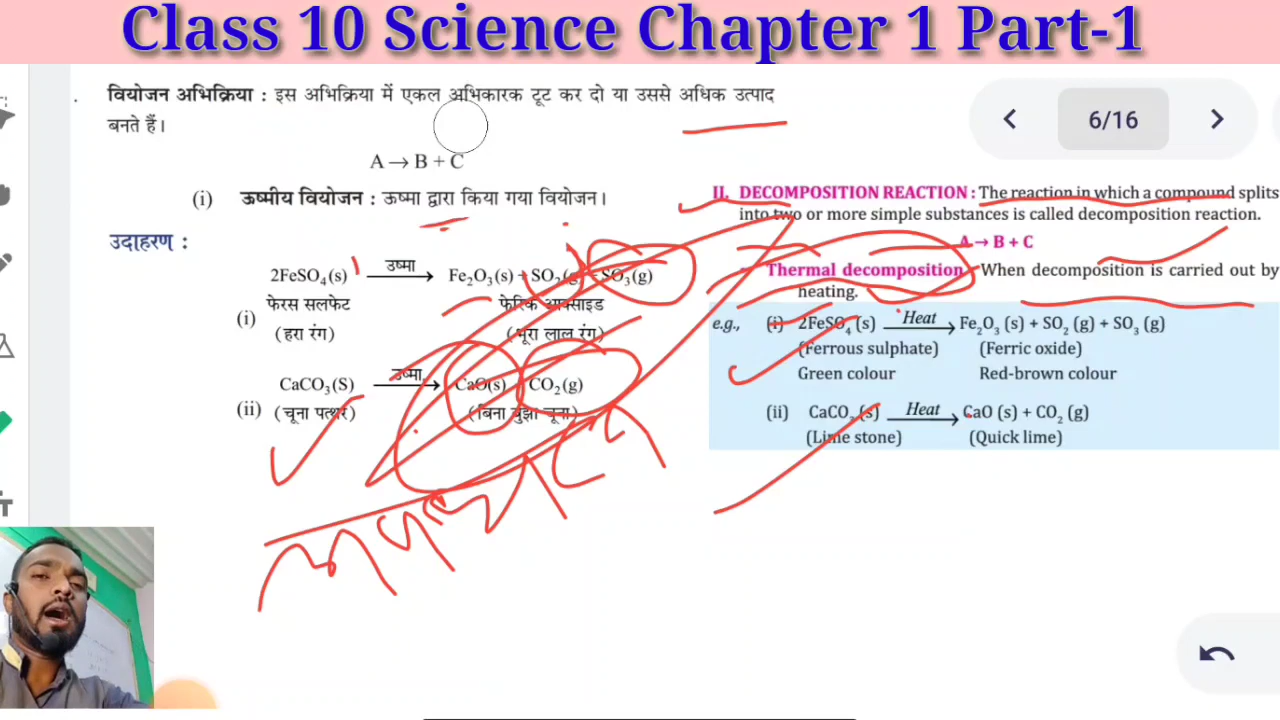 Class 10 Science Chapter 1 Part-1
वियोजन अभिक्रिया : इस अभिक्रिया में एकल अभिकारक टूट कर दो या उससे अधिक उत्पाद
बनते हैं।
A → B + C
(i) ऊष्मीय वियोजन : ऊष्मा द्वारा किया गया वियोजन।
उदाहरण :
2FeSO₄(s) ऊष्मा → Fe₂O₃(s) + SO₂(g) + SO₃(g)
फेरस सलफेट फेरिक आक्साइड
(i)
(हरा रंग) (भूरा लाल रंग)
CaCO₃(S) ऊष्मा → CaO(s) + CO₂(g)
(ii) (चूना पत्थर) (बिना बुझा चूना)
6/16
II. DECOMPOSITION REACTION : The reaction in which a compound splits
into two or more simple substances is called decomposition reaction.
A → B + C
Thermal decomposition When decomposition is carried out by
heating.
e.g., (i) 2FeSO₄ (s) Heat → Fe₂O₃ (s) + SO₂ (g) + SO₃ (g)
(Ferrous sulphate) (Ferric oxide)
Green colour Red-brown colour
(ii) CaCO₃ (s) Heat → CaO (s) + CO₂ (g)
(Lime stone) (Quick lime)